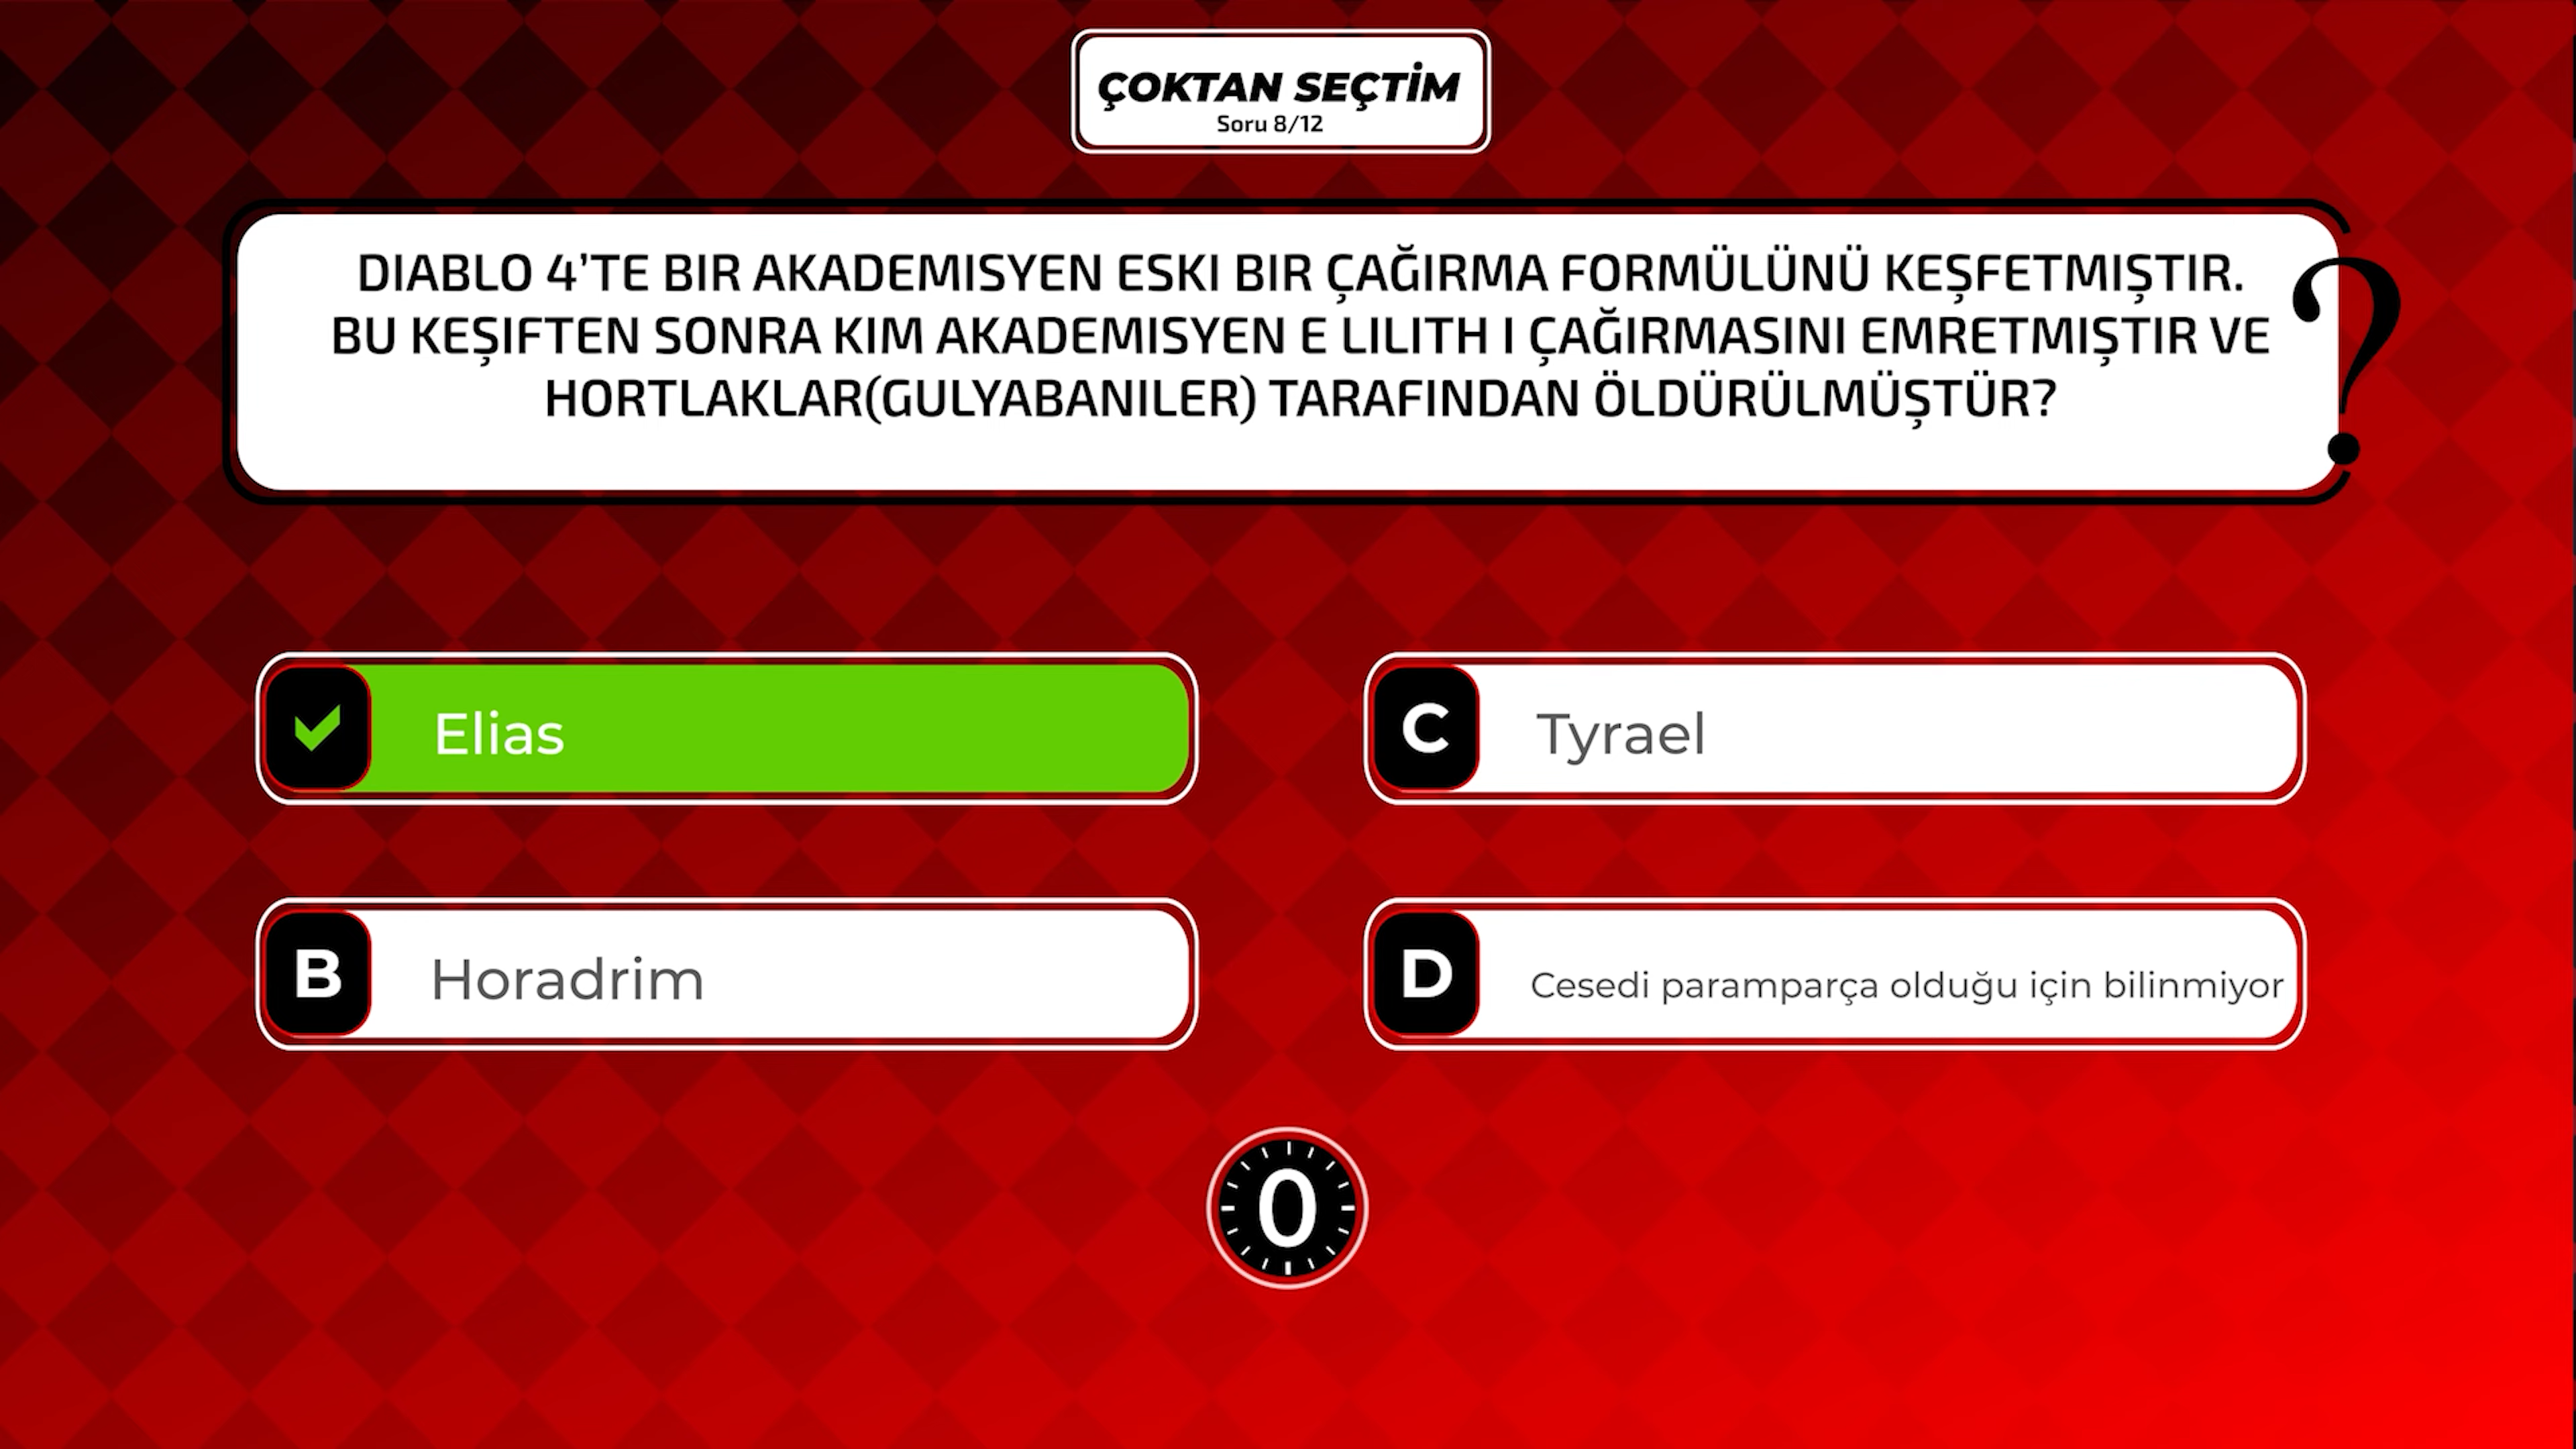 ÇOKTAN SEÇTİM
Soru 8/12
DIABLO 4'TE BIR AKADEMISYEN ESKI BIR ÇAĞIRMA FORMÜLÜNÜ KEŞFETMIŞTIR.
BU KEŞIFTEN SONRA KIM AKADEMISYEN E LILITH I ÇAĞIRMASINI EMRETMIŞTIR VE
HORTLAKLAR(GULYABANILER) TARAFINDAN ÖLDÜRÜLMÜŞTÜR?
?
Elias
B Horadrim
C Tyrael
D Cesedi paramparça olduğu için bilinmiyor
0